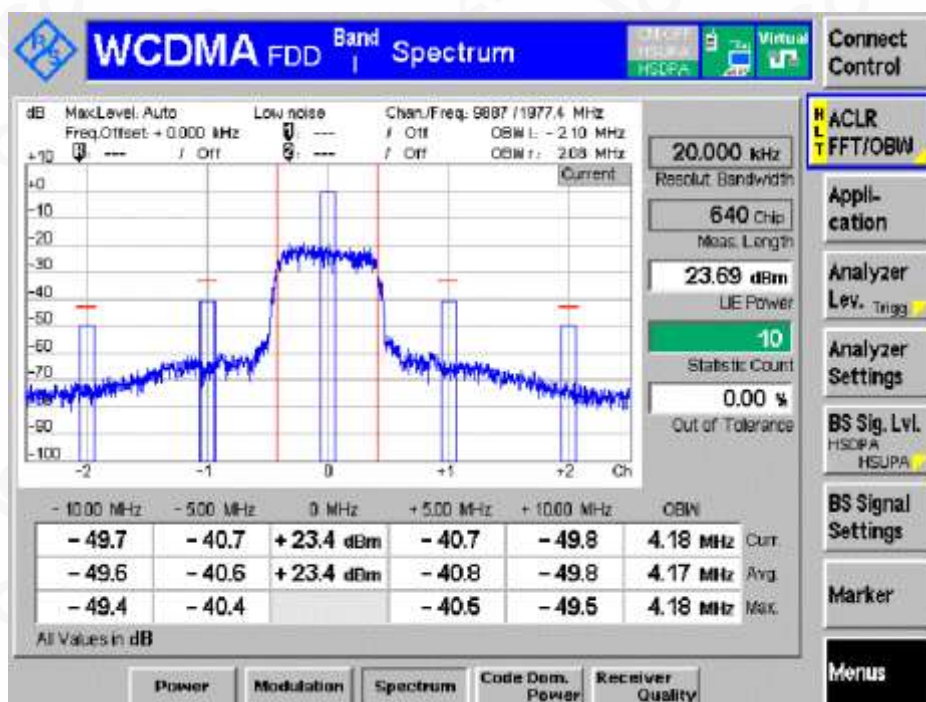 WCDMA FDD Band I Spectrum
Virtual
Connect Control
dB Max.Level: Auto Low noise Chan./Freq.: 9887 / 1977.4 MHz
Freq.Offset: + 0.000 kHz 1: --- / Off OBW l: - 2.10 MHz
--- / Off 2: --- / Off OBW r: 2.08 MHz
Current
+10
+0
-10
-20
-30
-40
-50
-60
-70
-80
-90
-100
-2 -1 0 +1 +2 Ch
20.000 kHz
Resolut. Bandwidth
640 Chip
Meas. Length
23.69 dBm
UE Power
10
Statistic Count
0.00 %
Out of Tolerance
- 10.00 MHz - 5.00 MHz 0 MHz + 5.00 MHz + 10.00 MHz OBW
- 49.7 - 40.7 + 23.4 dBm - 40.7 - 49.8 4.18 MHz Curr.
- 49.6 - 40.6 + 23.4 dBm - 40.8 - 49.8 4.17 MHz Avg.
- 49.4 - 40.4 - 40.5 - 49.5 4.18 MHz Max.
All Values in dB
Power
Modulation
Spectrum
Code Dom. Power
Receiver Quality
HLT
ACLR
FFT/OBW
Appli-
cation
Analyzer
Lev. Trigg
Analyzer
Settings
BS Sig. Lvl.
HSDPA
HSUPA
BS Signal
Settings
Marker
Menus